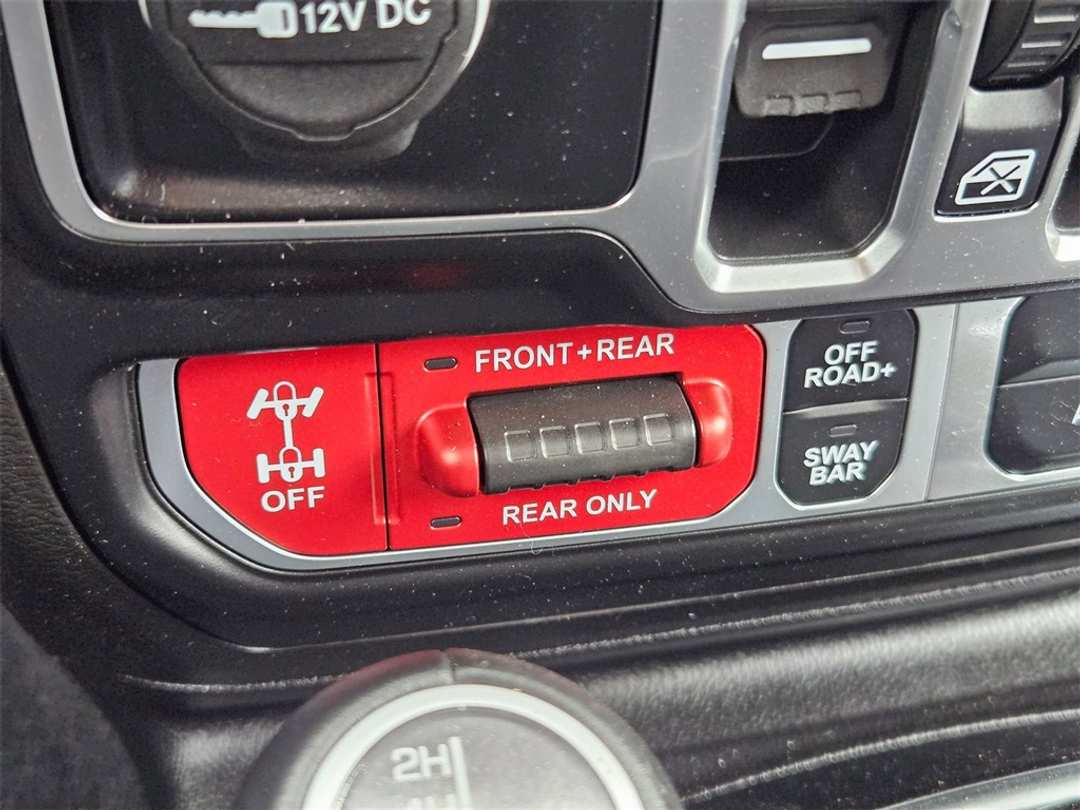 12V DC
FRONT+REAR
OFF
REAR ONLY
OFF
ROAD+
SWAY
BAR
2H